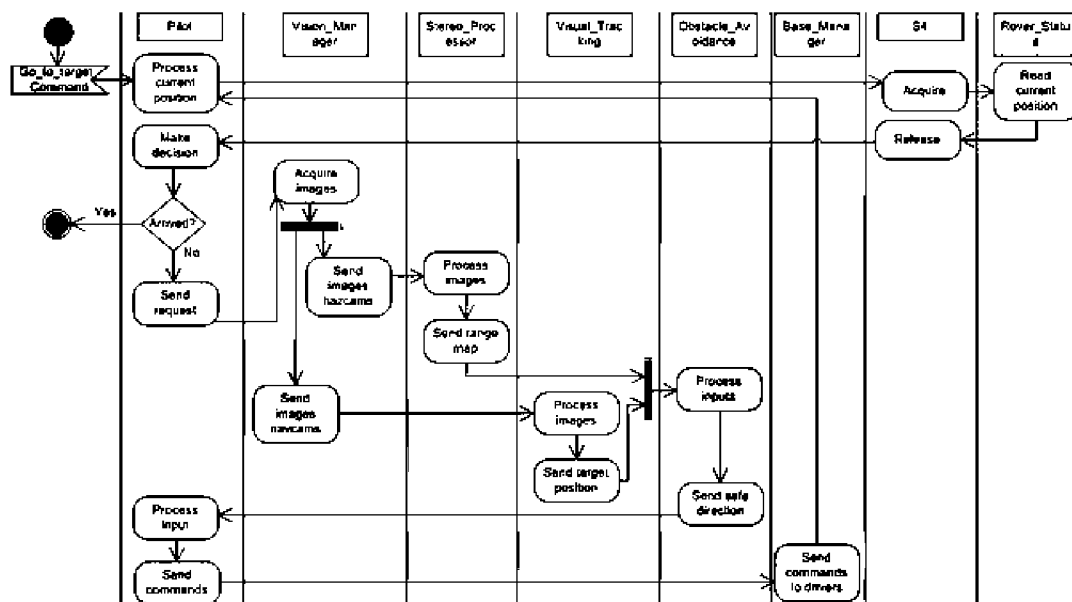 Pilot
Vision_Man
ager
Stereo_Proc
essor
Visual_Trac
king
Obstacle_Av
oidance
Base_Mana
ger
S4
Rover_Statu
s
Go_to_target
Command
Process
current
position
Acquire
Read
current
position
Make
decision
Release
Acquire
images
Yes
Arrived?
No
Send
images
hazcams
Process
images
Send
request
Send range
map
Send
images
navcams
Process
images
Process
inputs
Send target
position
Send safe
direction
Process
input
Send
commands
Send
commands
to drivers